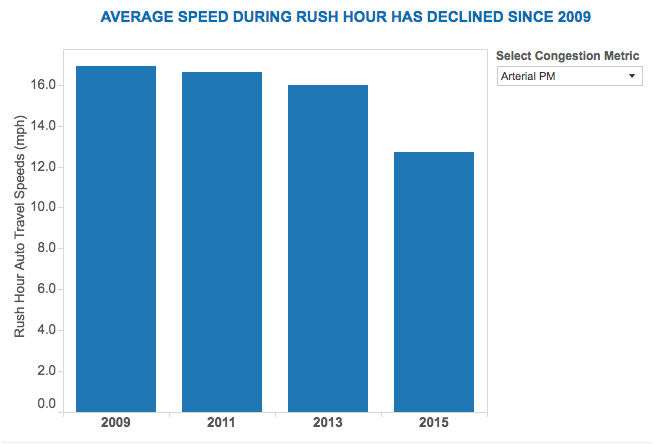 AVERAGE SPEED DURING RUSH HOUR HAS DECLINED SINCE 2009
Select Congestion Metric
Arterial PM
Rush Hour Auto Travel Speeds (mph)
16.0
14.0
12.0
10.0
8.0
6.0
4.0
2.0
0.0
2009 2011 2013 2015